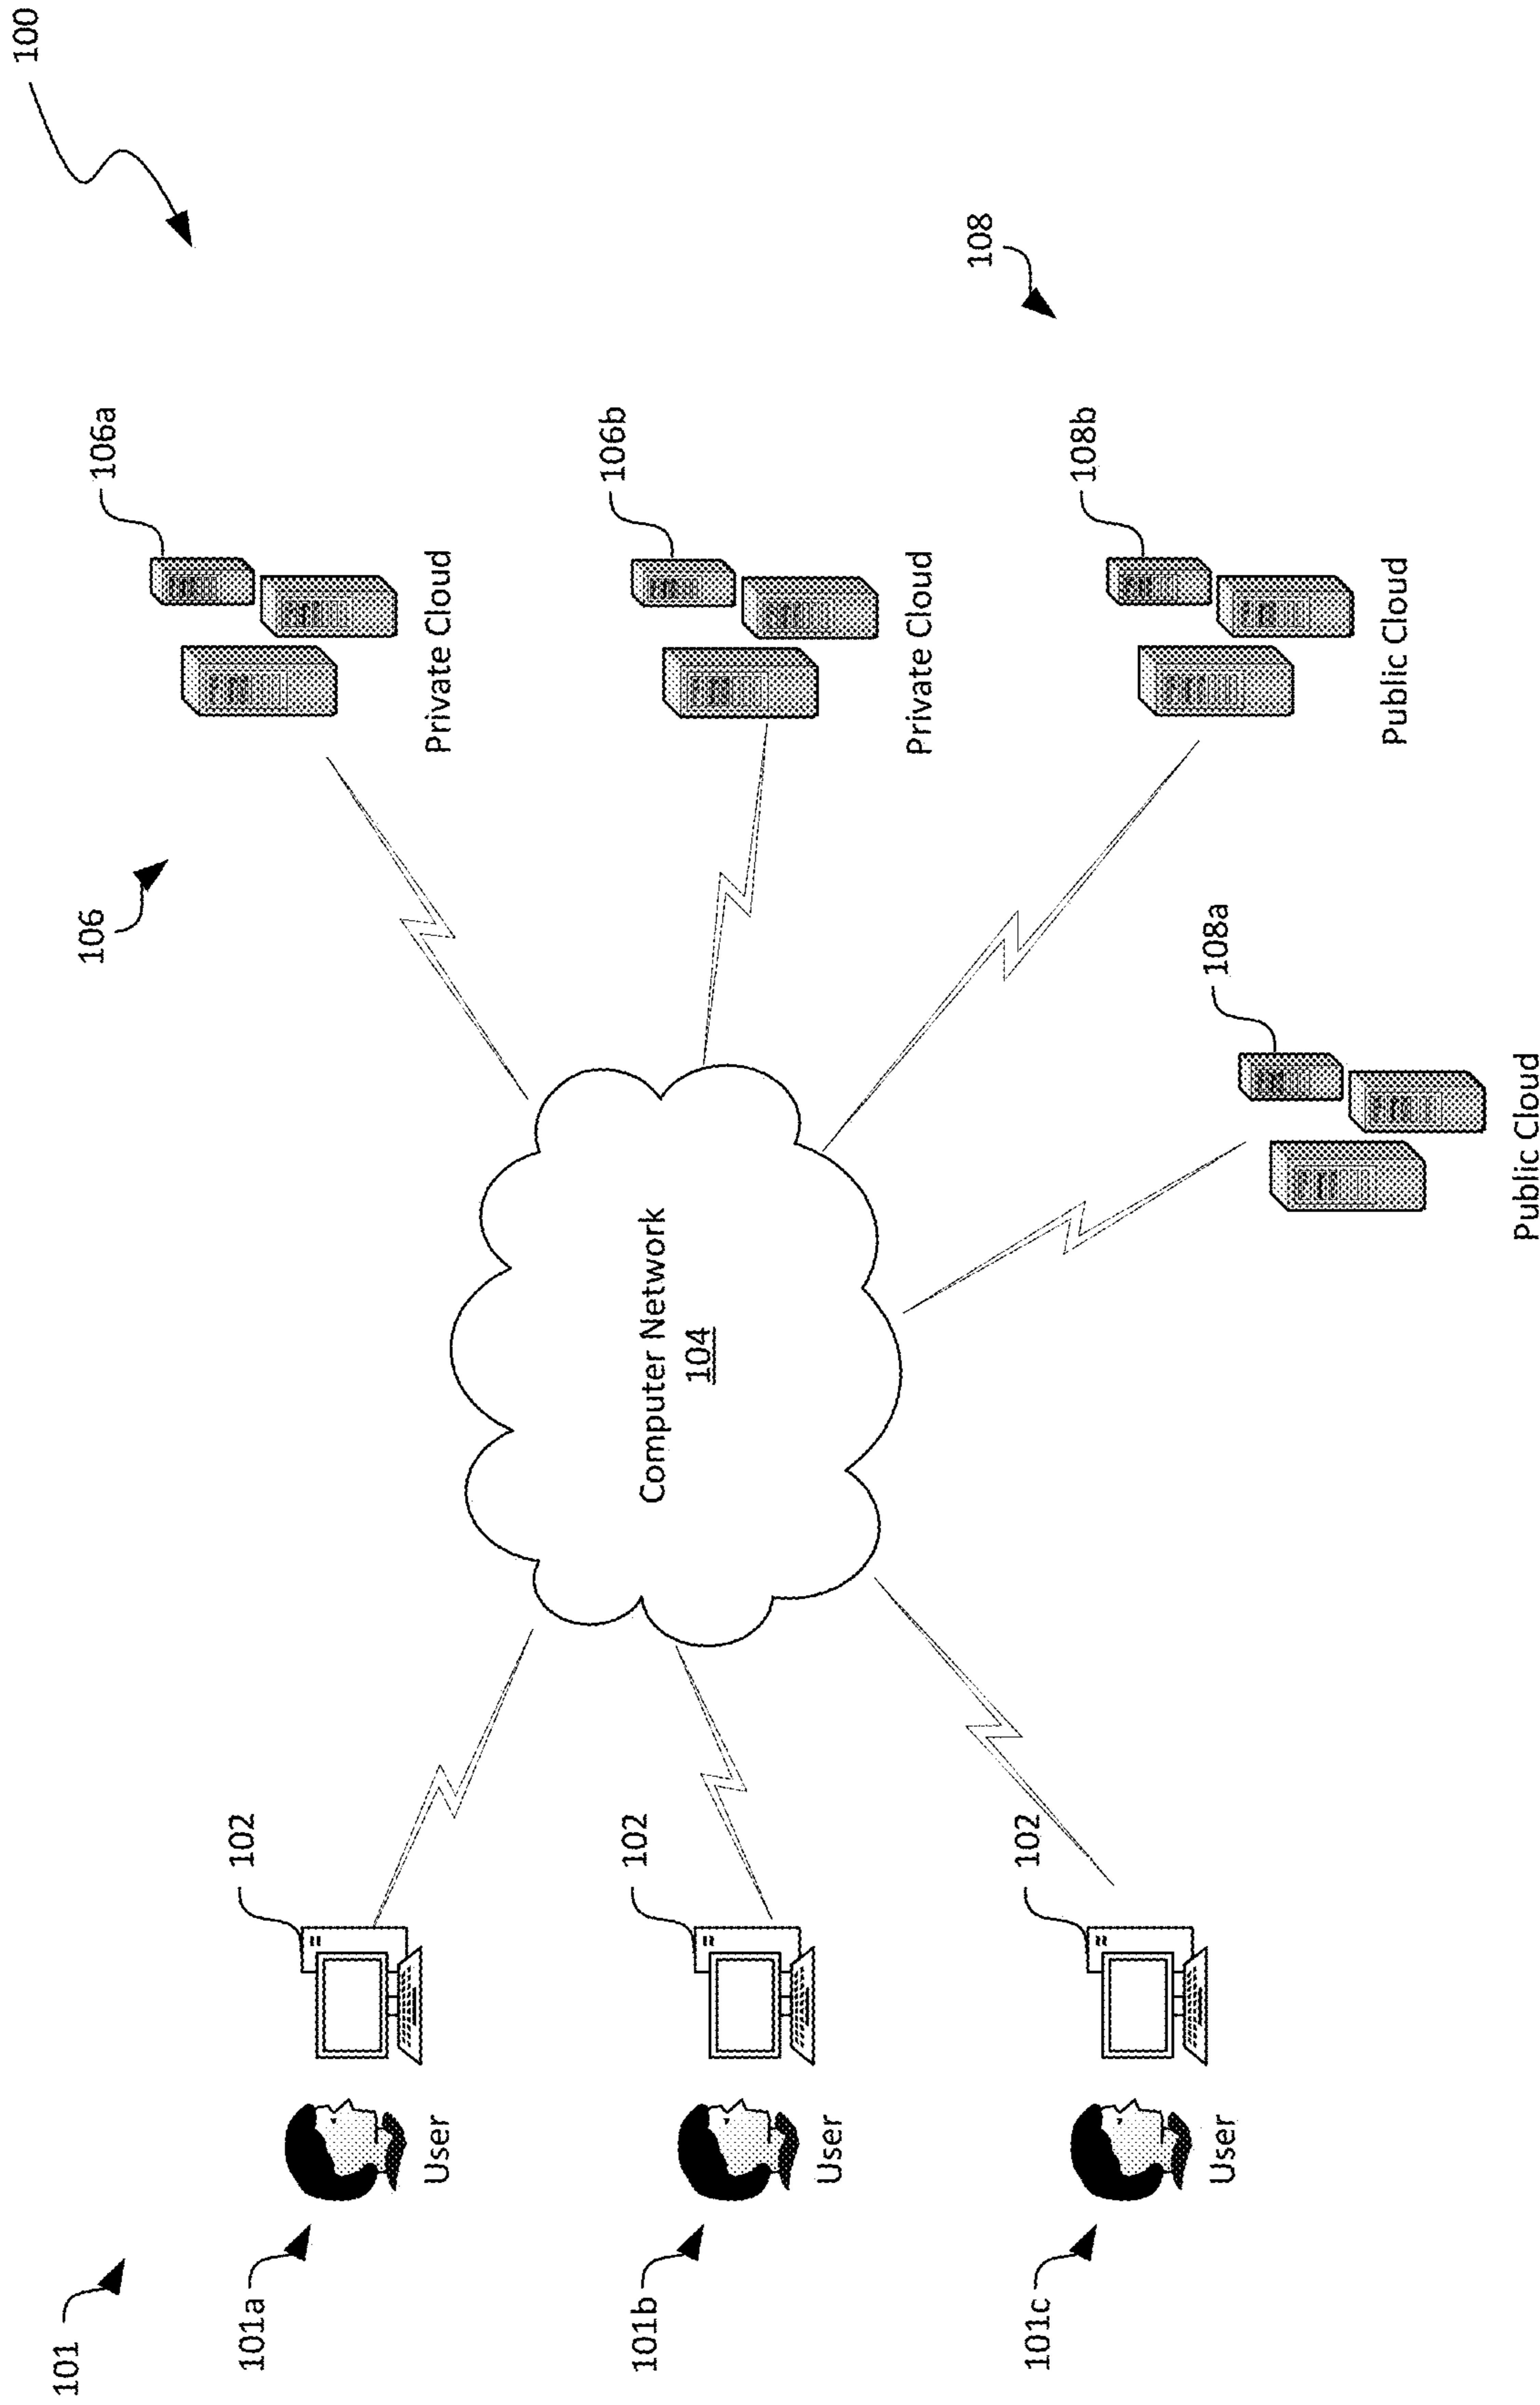 100
101
106
101a
102
106a
User
Private Cloud
101b
102
Computer Network
104
106b
User
Private Cloud
108
101c
102
108b
User
Public Cloud
108a
Public Cloud